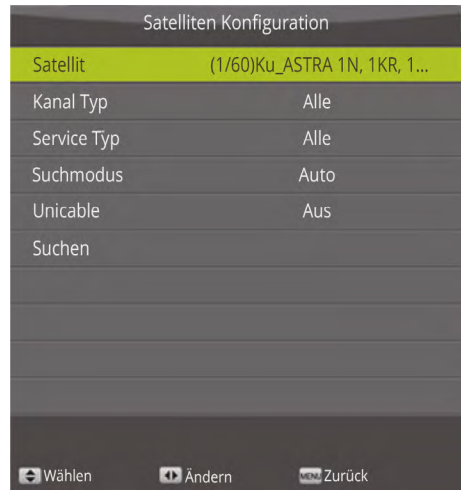 Satelliten Konfiguration
Satellit (1/60)Ku_ASTRA 1N, 1KR, 1...
Kanal Typ Alle
Service Typ Alle
Suchmodus Auto
Unicable Aus
Suchen
Wählen Ändern MENU Zurück